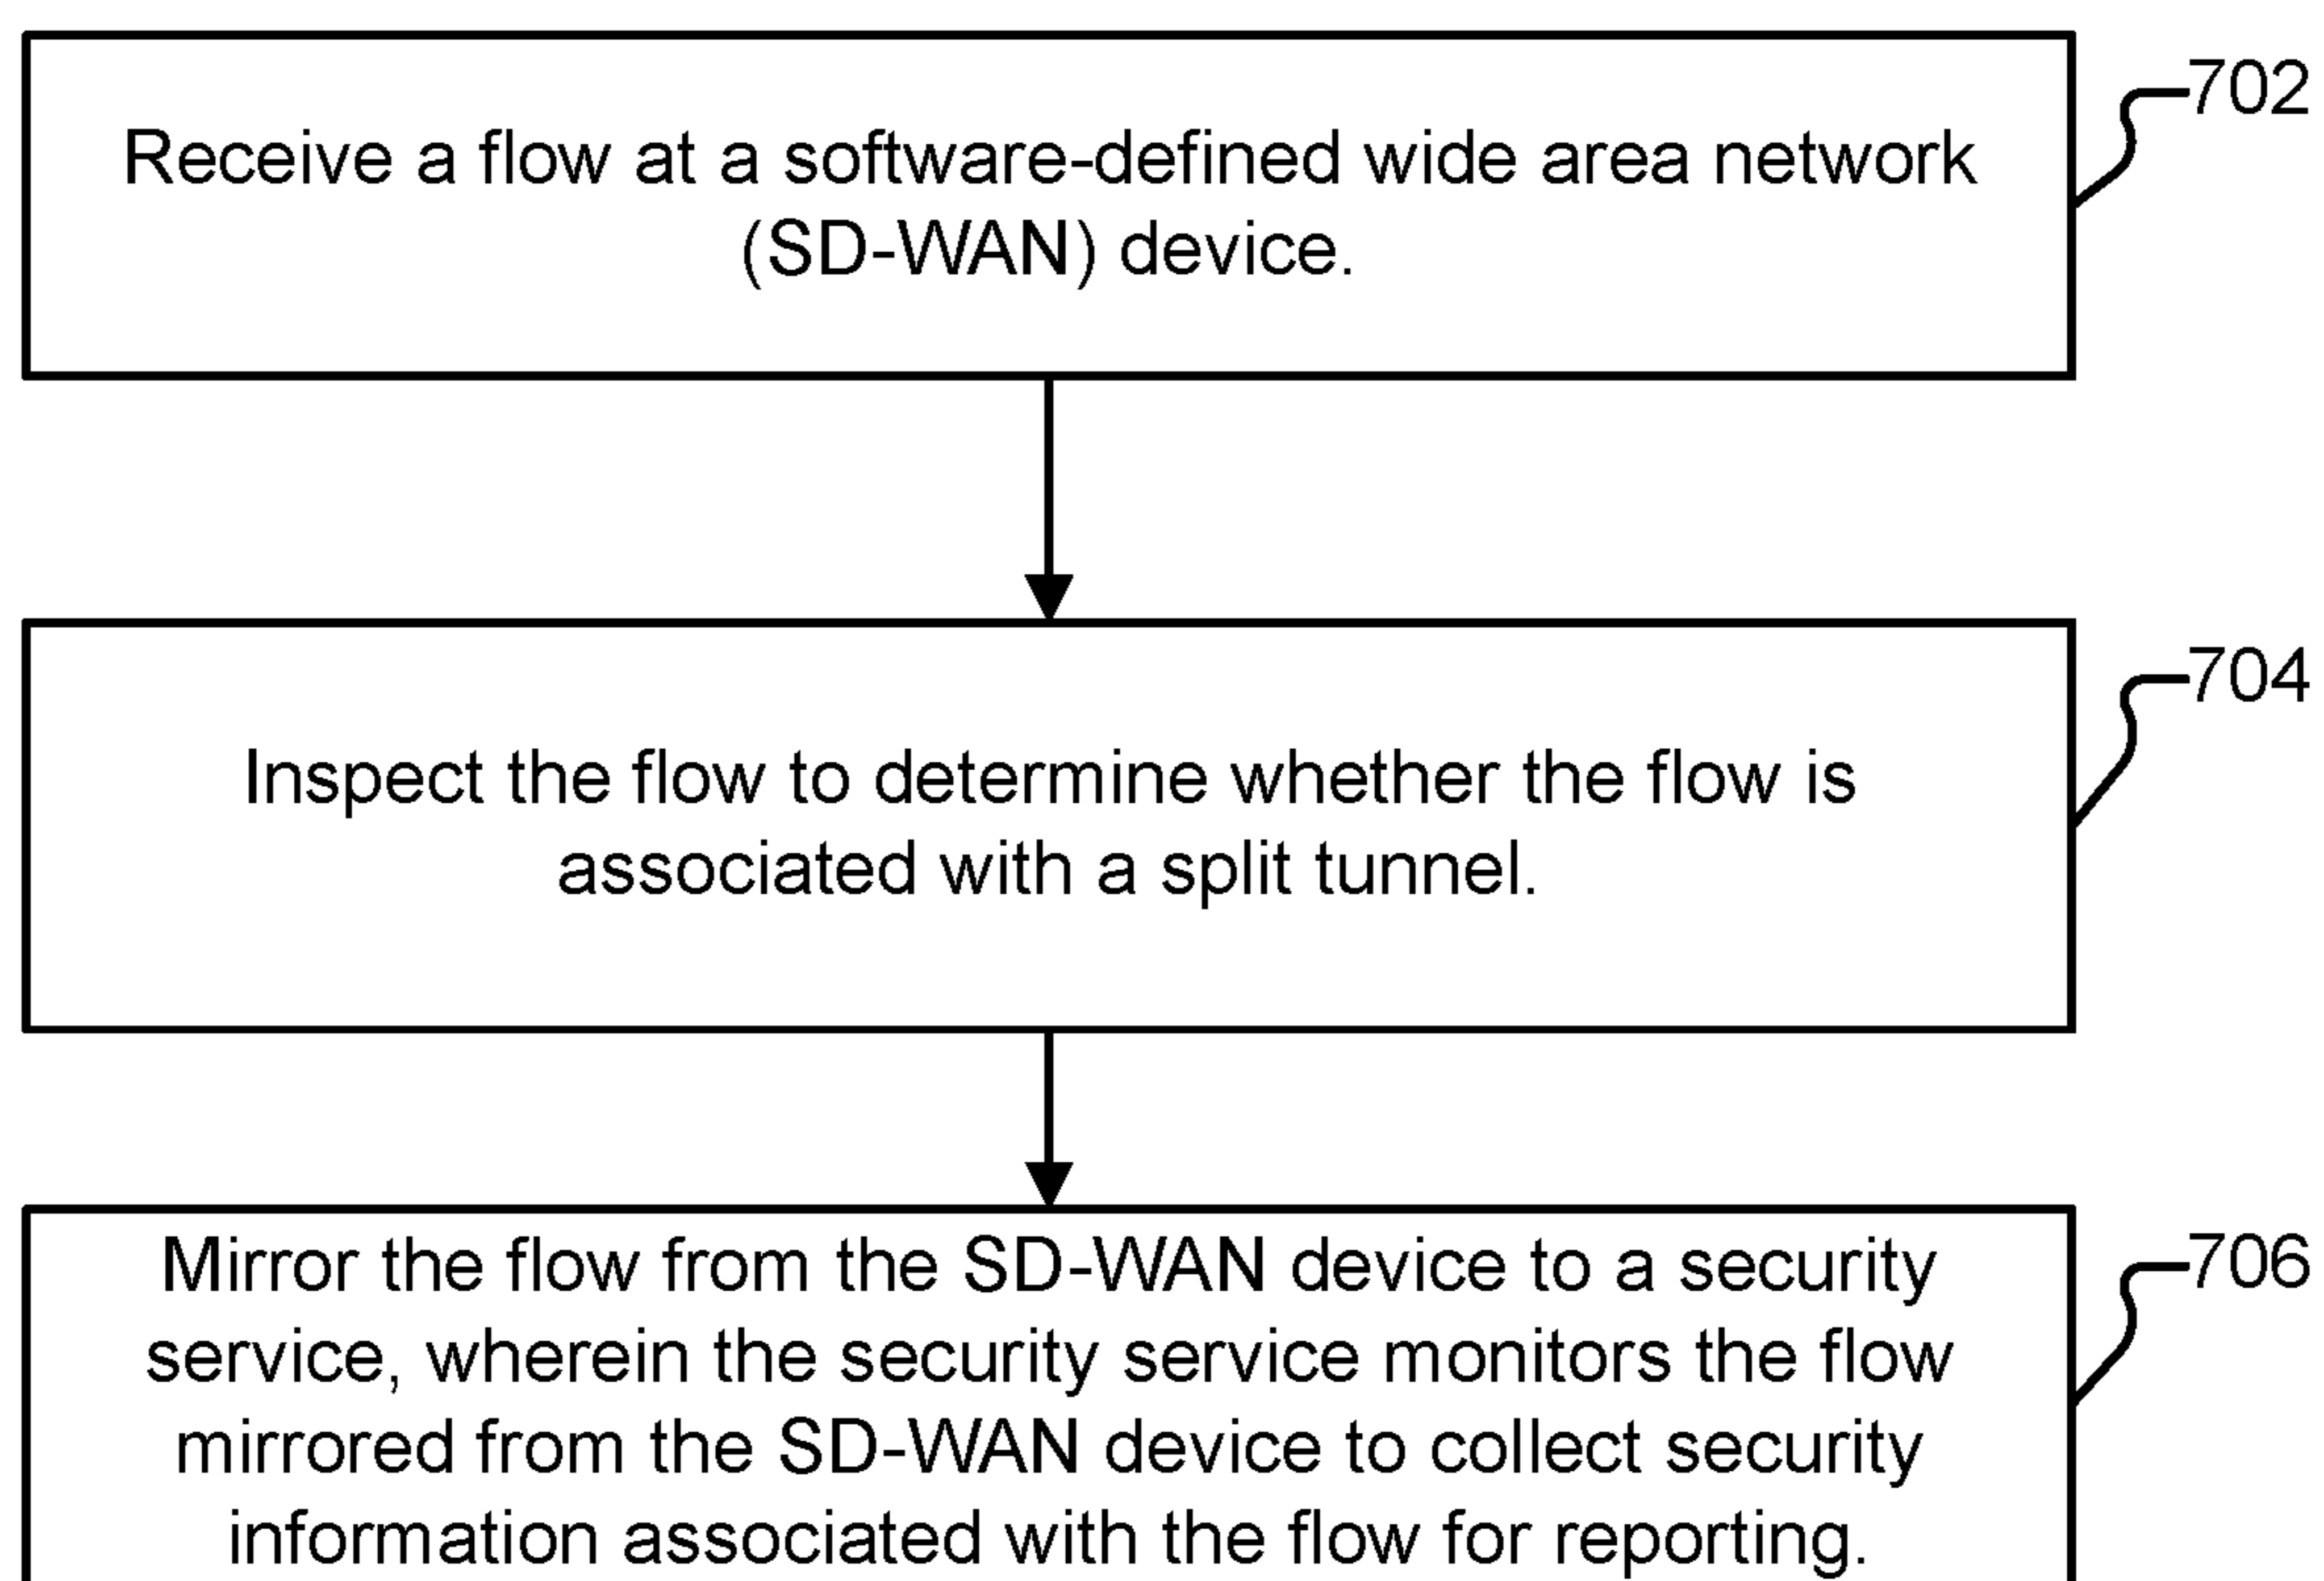 Receive a flow at a software-defined wide area network
(SD-WAN) device.
702
Inspect the flow to determine whether the flow is
associated with a split tunnel.
704
Mirror the flow from the SD-WAN device to a security
service, wherein the security service monitors the flow
mirrored from the SD-WAN device to collect security
information associated with the flow for reporting.
706